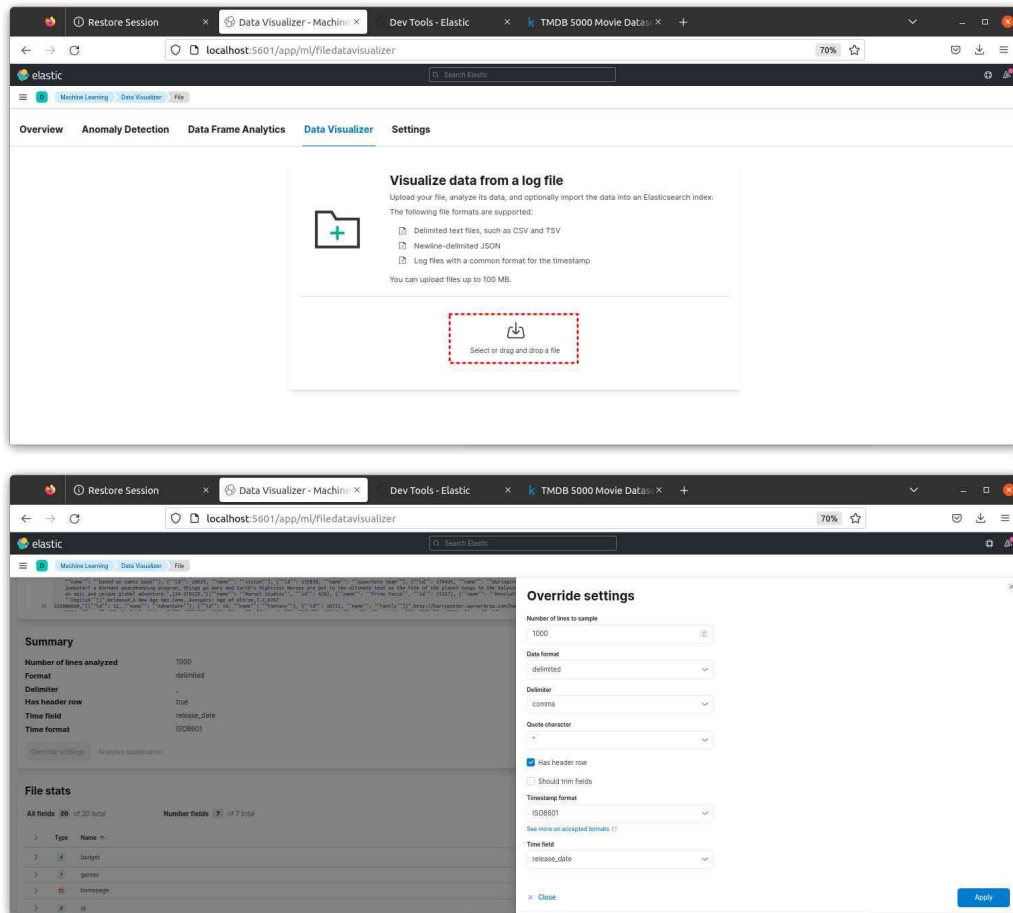 Restore Session × Data Visualizer - Machine × Dev Tools - Elastic × TMDB 5000 Movie Datas × +
localhost:5601/app/ml/filedatavisualizer 70%
elastic Search Elastic
D Machine Learning Data Visualizer File
Overview Anomaly Detection Data Frame Analytics Data Visualizer Settings
Visualize data from a log file
Upload your file, analyze its data, and optionally import the data into an Elasticsearch index.
The following file formats are supported:
Delimited text files, such as CSV and TSV
Newline-delimited JSON
Log files with a common format for the timestamp
You can upload files up to 100 MB.
Select or drag and drop a file
Restore Session × Data Visualizer - Machine × Dev Tools - Elastic × TMDB 5000 Movie Datas × +
localhost:5601/app/ml/filedatavisualizer 70%
elastic Search Elastic
D Machine Learning Data Visualizer File
Summary
Number of lines analyzed 1000
Format delimited
Delimiter ,
Has header row true
Time field release_date
Time format ISO8601
Override settings Analysis explanation
File stats
All fields 20 of 20 total Number fields 7 of 7 total
Type Name
budget
genres
homepage
id
Override settings
Number of lines to sample
1000
Data format
delimited
Delimiter
comma
Quote character
"
Has header row
Should trim fields
Timestamp format
ISO8601
See more on accepted formats
Time field
release_date
× Close Apply